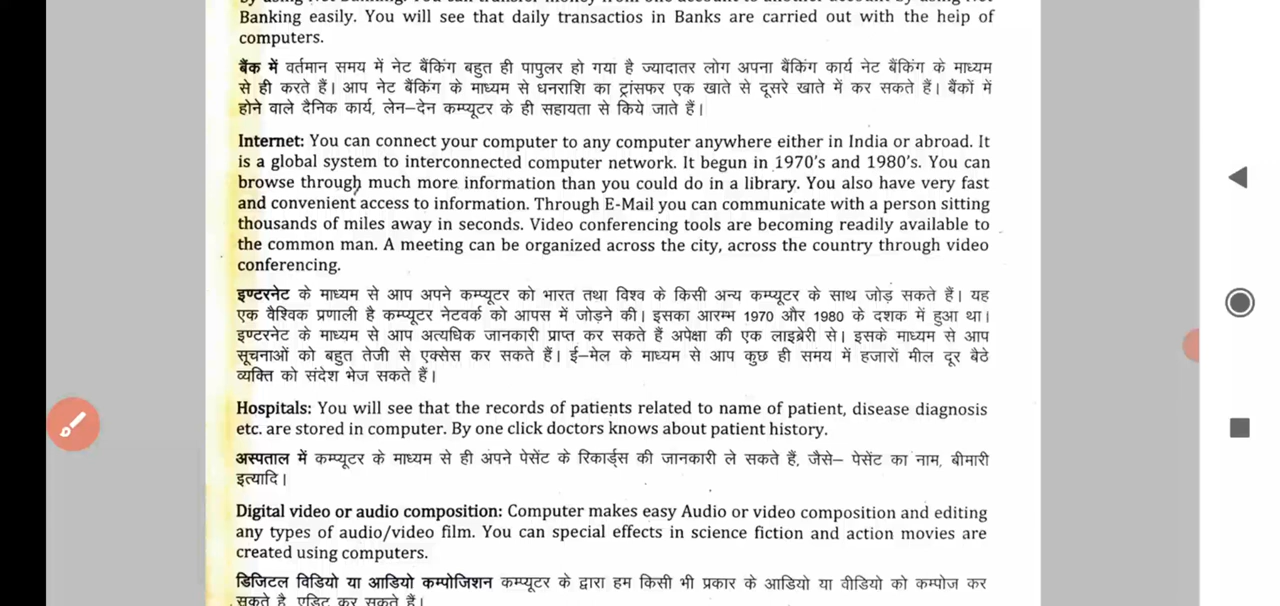 Banking easily. You will see that daily transactios in Banks are carried out with the heip of
computers.
बैंक में वर्तमान समय में नेट बैंकिंग बहुत ही पापुलर हो गया है ज्यादातर लोग अपना बैंकिंग कार्य नेट बैंकिंग के माध्यम
से ही करते हैं। आप नेट बैंकिंग के माध्यम से धनराशि का ट्रांसफर एक खाते से दूसरे खाते में कर सकते हैं। बैंकों में
होने वाले दैनिक कार्य, लेन–देन कम्प्यूटर के ही सहायता से किये जाते हैं।
Internet: You can connect your computer to any computer anywhere either in India or abroad. It
is a global system to interconnected computer network. It begun in 1970's and 1980's. You can
browse through much more information than you could do in a library. You also have very fast
and convenient access to information. Through E-Mail you can communicate with a person sitting
thousands of miles away in seconds. Video conferencing tools are becoming readily available to
the common man. A meeting can be organized across the city, across the country through video
conferencing.
इण्टरनेट के माध्यम से आप अपने कम्प्यूटर को भारत तथा विश्व के किसी अन्य कम्प्यूटर के साथ जोड़ सकते हैं। यह
एक वैश्विक प्रणाली है कम्प्यूटर नेटवर्क को आपस में जोड़ने की। इसका आरम्भ 1970 और 1980 के दशक में हुआ था।
इण्टरनेट के माध्यम से आप अत्यधिक जानकारी प्राप्त कर सकते हैं अपेक्षा की एक लाइब्रेरी से। इसके माध्यम से आप
सूचनाओं को बहुत तेजी से एक्सेस कर सकते हैं। ई–मेल के माध्यम से आप कुछ ही समय में हजारों मील दूर बैठे
व्यक्ति को संदेश भेज सकते हैं।
Hospitals: You will see that the records of patients related to name of patient, disease diagnosis
etc. are stored in computer. By one click doctors knows about patient history.
अस्पताल में कम्प्यूटर के माध्यम से ही अपने पेसेंट के रिकार्ड्स की जानकारी ले सकते हैं, जैसे– पेसेंट का नाम, बीमारी
इत्यादि।
Digital video or audio composition: Computer makes easy Audio or video composition and editing
any types of audio/video film. You can special effects in science fiction and action movies are
created using computers.
डिजिटल विडियो या आडियो कम्पोजिशन कम्प्यूटर के द्वारा हम किसी भी प्रकार के आडियो या वीडियो को कम्पोज कर
सकते है, एडिट कर सकते हैं।